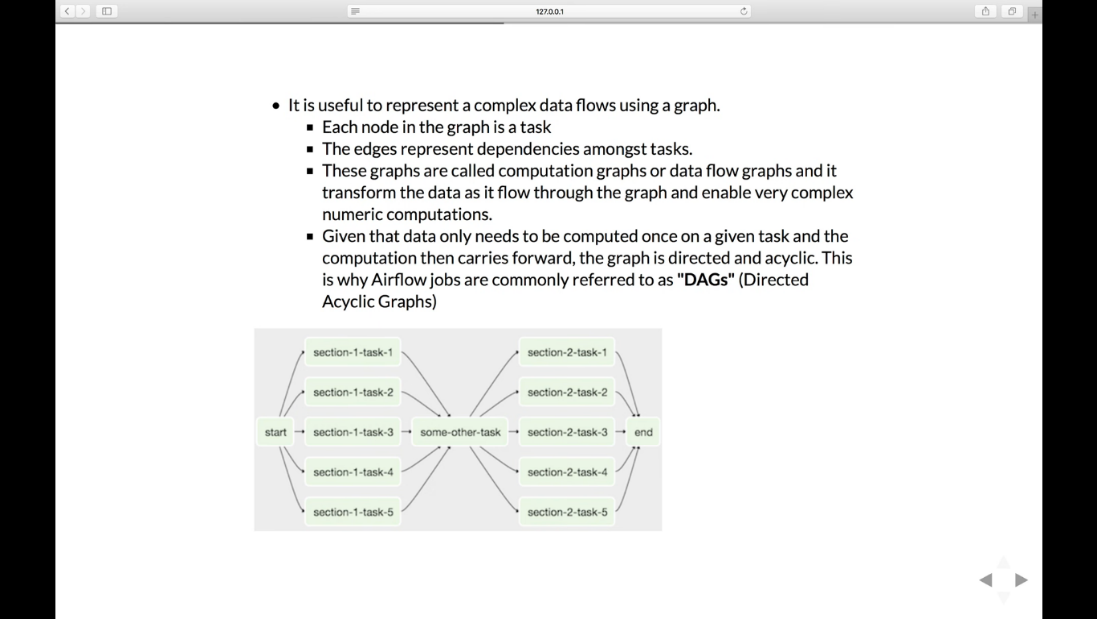 127.0.0.1
It is useful to represent a complex data flows using a graph.
Each node in the graph is a task
The edges represent dependencies amongst tasks.
These graphs are called computation graphs or data flow graphs and it
transform the data as it flow through the graph and enable very complex
numeric computations.
Given that data only needs to be computed once on a given task and the
computation then carries forward, the graph is directed and acyclic. This
is why Airflow jobs are commonly referred to as "DAGs" (Directed
Acyclic Graphs)
section-1-task-1 section-2-task-1
section-1-task-2 section-2-task-2
start section-1-task-3 some-other-task section-2-task-3 end
section-1-task-4 section-2-task-4
section-1-task-5 section-2-task-5